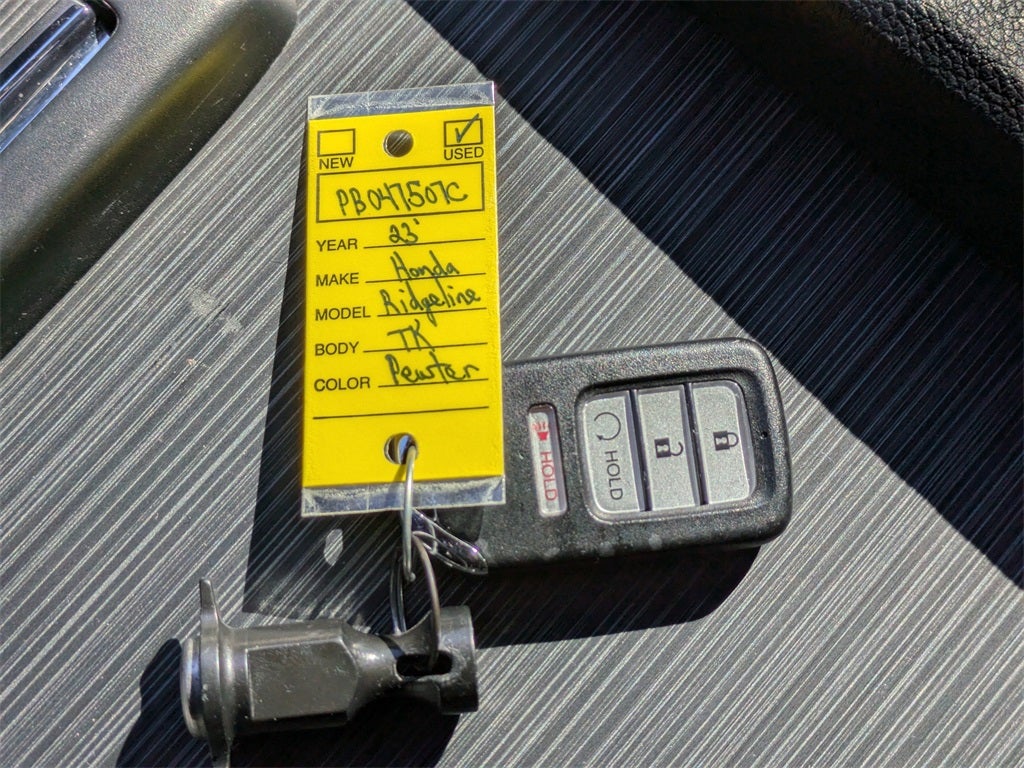 NEW USED
PB047507C
YEAR 23'
MAKE Honda
MODEL Ridgeline
BODY TK
COLOR Pewter
HOLD
HOLD